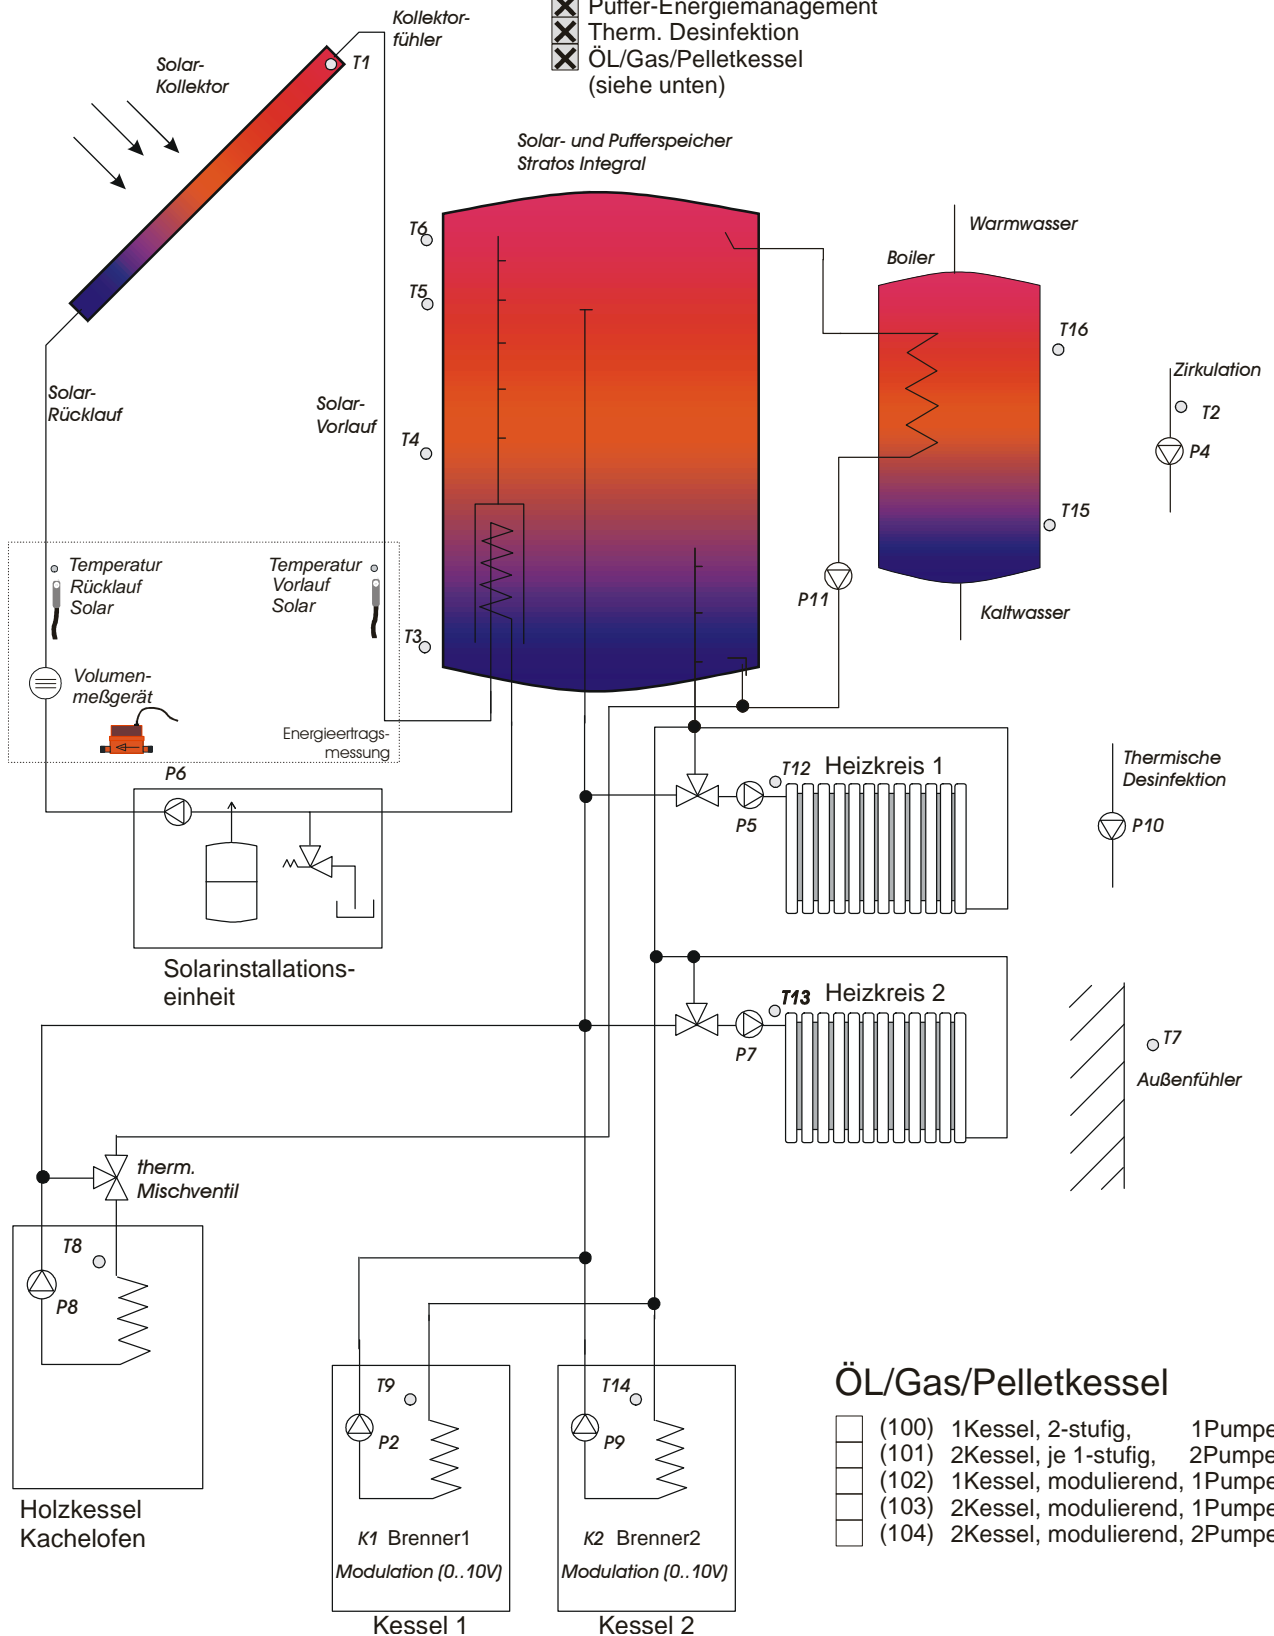 Puffer-Energiemanagement
Therm. Desinfektion
ÖL/Gas/Pelletkessel
(siehe unten)
Kollektor-
fühler
T1
Solar-
Kollektor
Solar- und Pufferspeicher
Stratos Integral
T6
T5
T4
T3
Warmwasser
Boiler
T16
T15
Zirkulation
T2
P4
Solar-
Rücklauf
Solar-
Vorlauf
Temperatur
Rücklauf
Solar
Temperatur
Vorlauf
Solar
P11
Kaltwasser
Volumen-
meßgerät
Energieertrags-
messung
P6
T12
Heizkreis 1
P5
Thermische
Desinfektion
P10
Solarinstallations-
einheit
T13
Heizkreis 2
P7
T7
Außenfühler
therm.
Mischventil
T8
P8
Holzkessel
Kachelofen
T9
P2
K1 Brenner1
Modulation (0..10V)
Kessel 1
T14
P9
K2 Brenner2
Modulation (0..10V)
Kessel 2
ÖL/Gas/Pelletkessel
(100) 1Kessel, 2-stufig, 1Pumpe
(101) 2Kessel, je 1-stufig, 2Pumpe
(102) 1Kessel, modulierend, 1Pumpe
(103) 2Kessel, modulierend, 1Pumpe
(104) 2Kessel, modulierend, 2Pumpe